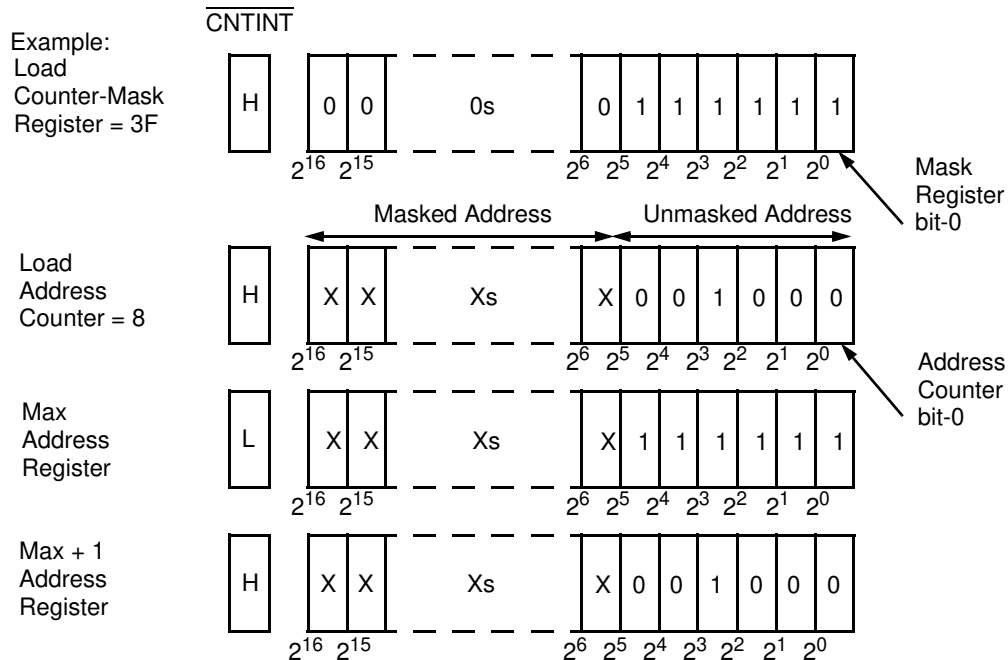 CNTINT
Example:
Load
Counter-Mask
Register = 3F
H
0 0 0s 0 1 1 1 1 1 1
2^16 2^15 2^6 2^5 2^4 2^3 2^2 2^1 2^0
Mask
Register
bit-0
Masked Address Unmasked Address
Load
Address
Counter = 8
H
X X Xs X 0 0 1 0 0 0
2^16 2^15 2^6 2^5 2^4 2^3 2^2 2^1 2^0
Address
Counter
bit-0
Max
Address
Register
L
X X Xs X 1 1 1 1 1 1
2^16 2^15 2^6 2^5 2^4 2^3 2^2 2^1 2^0
Max + 1
Address
Register
H
X X Xs X 0 0 1 0 0 0
2^16 2^15 2^6 2^5 2^4 2^3 2^2 2^1 2^0